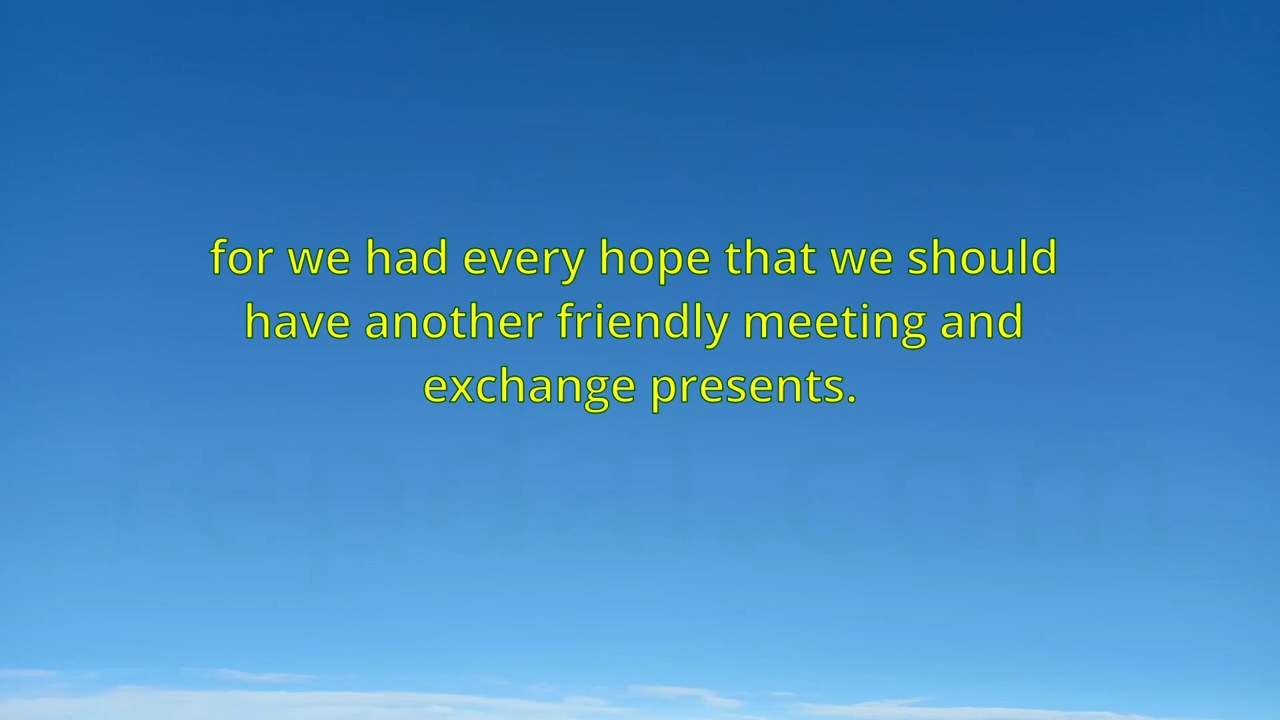 for we had every hope that we should
have another friendly meeting and
exchange presents.